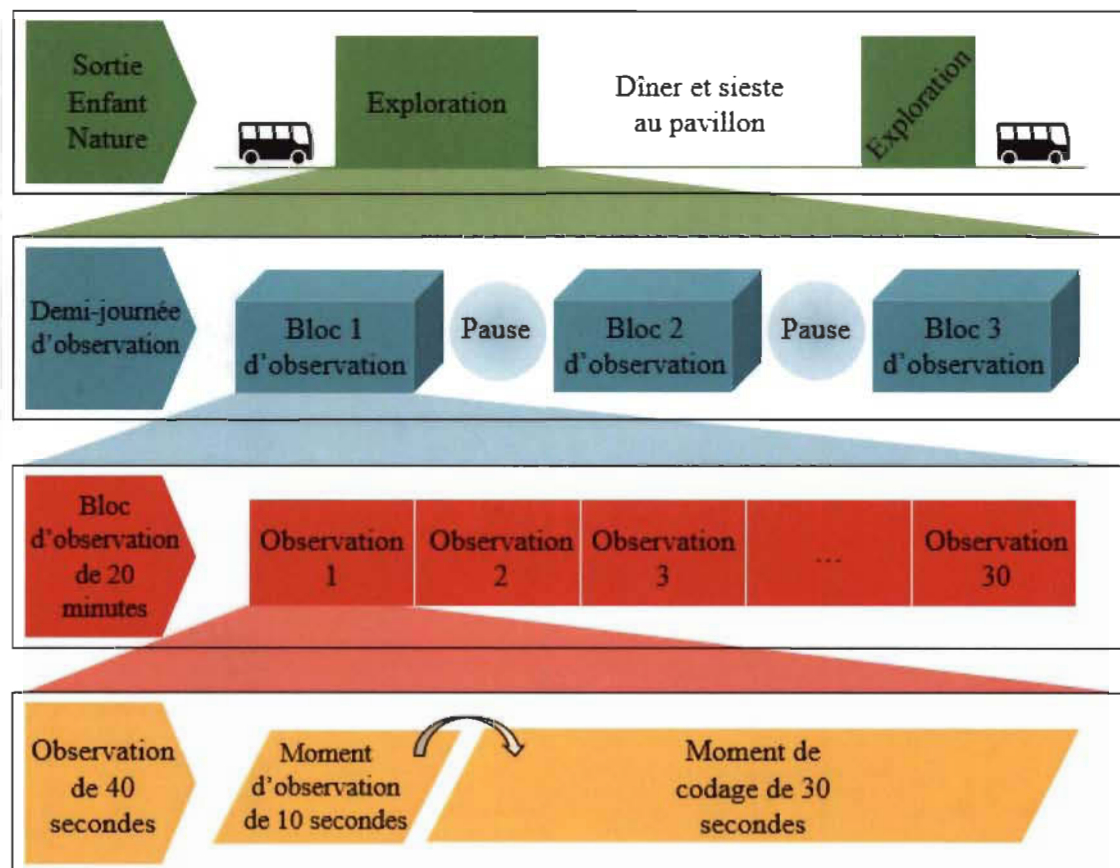 Sortie
Enfant
Nature
Exploration
Dîner et sieste
au pavillon
Exploration
Demi-journée
d'observation
Bloc 1
d'observation
Pause
Bloc 2
d'observation
Pause
Bloc 3
d'observation
Bloc
d'observation
de 20
minutes
Observation
1
Observation
2
Observation
3
...
Observation
30
Observation
de 40
secondes
Moment
d'observation
de 10 secondes
Moment de
codage de 30
secondes